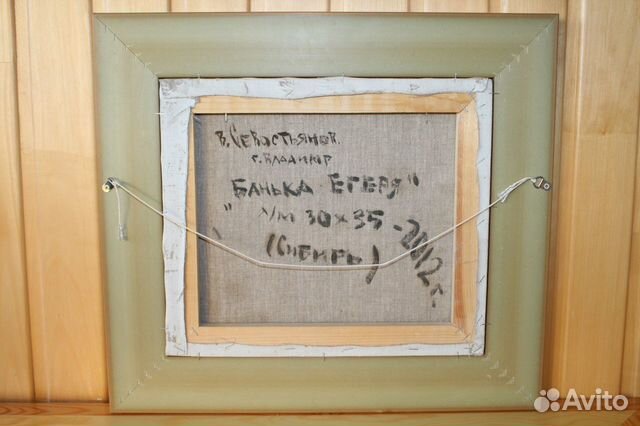 В. Севостьянов.
г. Владимир
"Банька Егеря"
х/м 30×35
(Сибирь)
-2012 г.
Avito